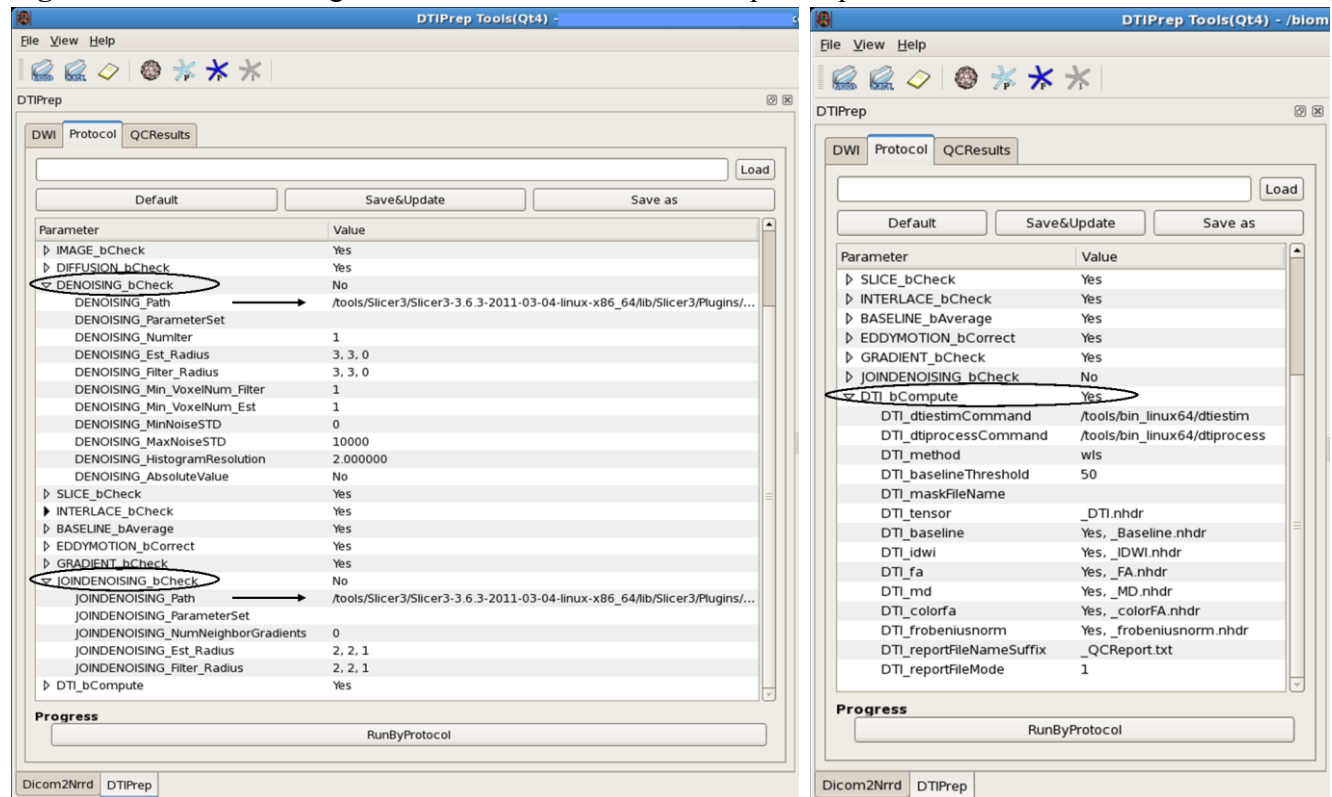 DTIPrep Tools(Qt4) -
File View Help
DTIPrep
DWI Protocol QCResults
Load
Default Save&Update Save as
Parameter Value
IMAGE_bCheck Yes
DIFFUSION_bCheck Yes
DENOISING_bCheck No
DENOISING_Path /tools/Slicer3/Slicer3-3.6.3-2011-03-04-linux-x86_64/lib/Slicer3/Plugins/...
DENOISING_ParameterSet
DENOISING_NumIter 1
DENOISING_Est_Radius 3, 3, 0
DENOISING_Filter_Radius 3, 3, 0
DENOISING_Min_VoxelNum_Filter 1
DENOISING_Min_VoxelNum_Est 1
DENOISING_MinNoiseSTD 0
DENOISING_MaxNoiseSTD 10000
DENOISING_HistogramResolution 2.000000
DENOISING_AbsoluteValue No
SLICE_bCheck Yes
INTERLACE_bCheck Yes
BASELINE_bAverage Yes
EDDYMOTION_bCorrect Yes
GRADIENT_bCheck Yes
JOINDENOISING_bCheck No
JOINDENOISING_Path /tools/Slicer3/Slicer3-3.6.3-2011-03-04-linux-x86_64/lib/Slicer3/Plugins/...
JOINDENOISING_ParameterSet
JOINDENOISING_NumNeighborGradients 0
JOINDENOISING_Est_Radius 2, 2, 1
JOINDENOISING_Filter_Radius 2, 2, 1
DTI_bCompute Yes
Progress
RunByProtocol
Dicom2Nrrd DTIPrep
DTIPrep Tools(Qt4) - /biom
File View Help
DTIPrep
DWI Protocol QCResults
Load
Default Save&Update Save as
Parameter Value
SLICE_bCheck Yes
INTERLACE_bCheck Yes
BASELINE_bAverage Yes
EDDYMOTION_bCorrect Yes
GRADIENT_bCheck Yes
JOINDENOISING_bCheck No
DTI_bCompute Yes
DTI_dtiestimCommand /tools/bin_linux64/dtiestim
DTI_dtiprocessCommand /tools/bin_linux64/dtiprocess
DTI_method wls
DTI_baselineThreshold 50
DTI_maskFileName
DTI_tensor _DTI.nhdr
DTI_baseline Yes, _Baseline.nhdr
DTI_idwi Yes, _IDWI.nhdr
DTI_fa Yes, _FA.nhdr
DTI_md Yes, _MD.nhdr
DTI_colorfa Yes, _colorFA.nhdr
DTI_frobeniusnorm Yes, _frobeniusnorm.nhdr
DTI_reportFileNameSuffix _QCReport.txt
DTI_reportFileMode 1
Progress
RunByProtocol
Dicom2Nrrd DTIPrep